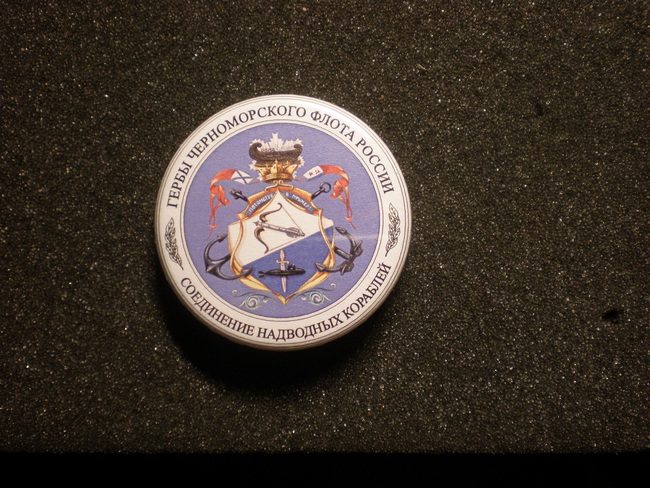 ГЕРБЫ ЧЕРНОМОРСКОГО ФЛОТА РОССИИ
СОЕДИНЕНИЕ НАДВОДНЫХ КОРАБЛЕЙ